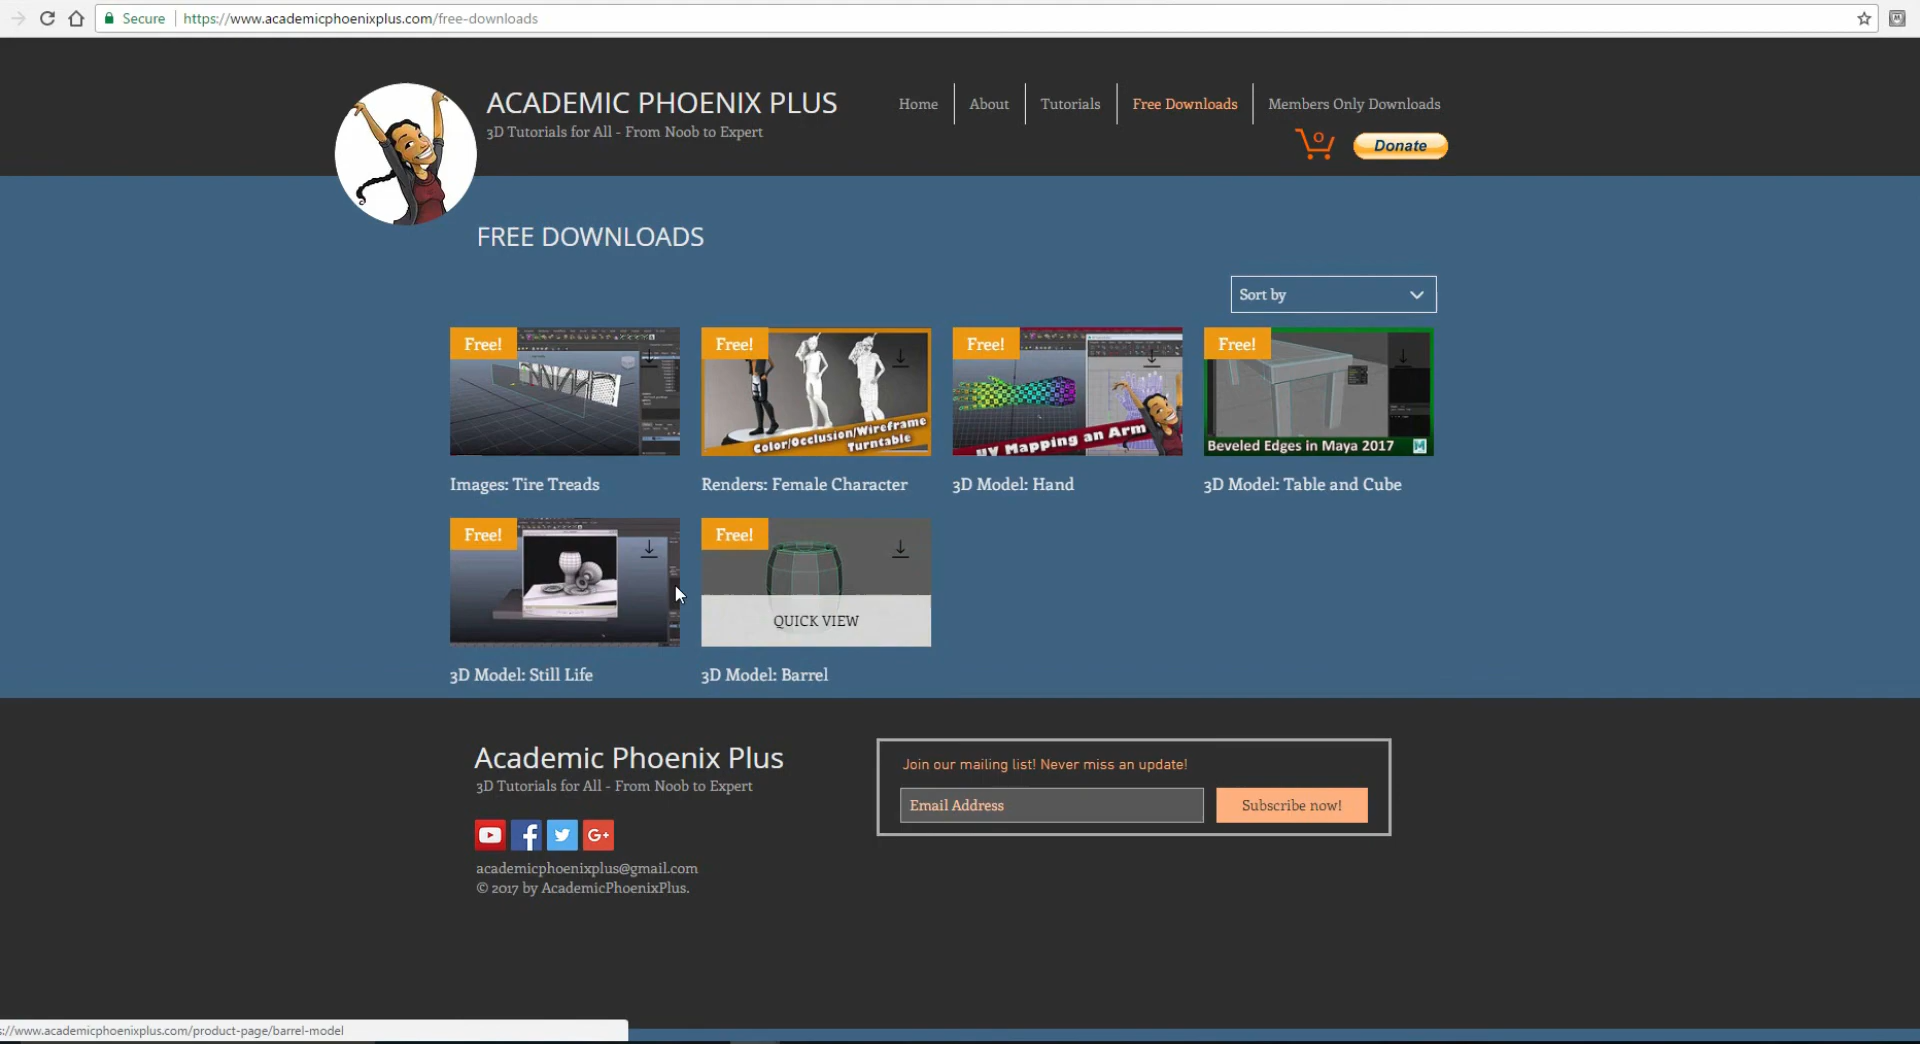 Secure
https://www.academicphoenixplus.com/free-downloads
ACADEMIC PHOENIX PLUS
3D Tutorials for All - From Noob to Expert
Home
About
Tutorials
Free Downloads
Members Only Downloads
0
Donate
FREE DOWNLOADS
Sort by
Free!
Free!
Color/Occlusion/Wireframe
Turntable
Free!
UV Mapping an Arm
Free!
Beveled Edges in Maya 2017
Images: Tire Treads
Renders: Female Character
3D Model: Hand
3D Model: Table and Cube
Free!
Free!
QUICK VIEW
3D Model: Still Life
3D Model: Barrel
Academic Phoenix Plus
3D Tutorials for All - From Noob to Expert
Join our mailing list! Never miss an update!
Email Address
Subscribe now!
academicphoenixplus@gmail.com
© 2017 by AcademicPhoenixPlus.
s://www.academicphoenixplus.com/product-page/barrel-model